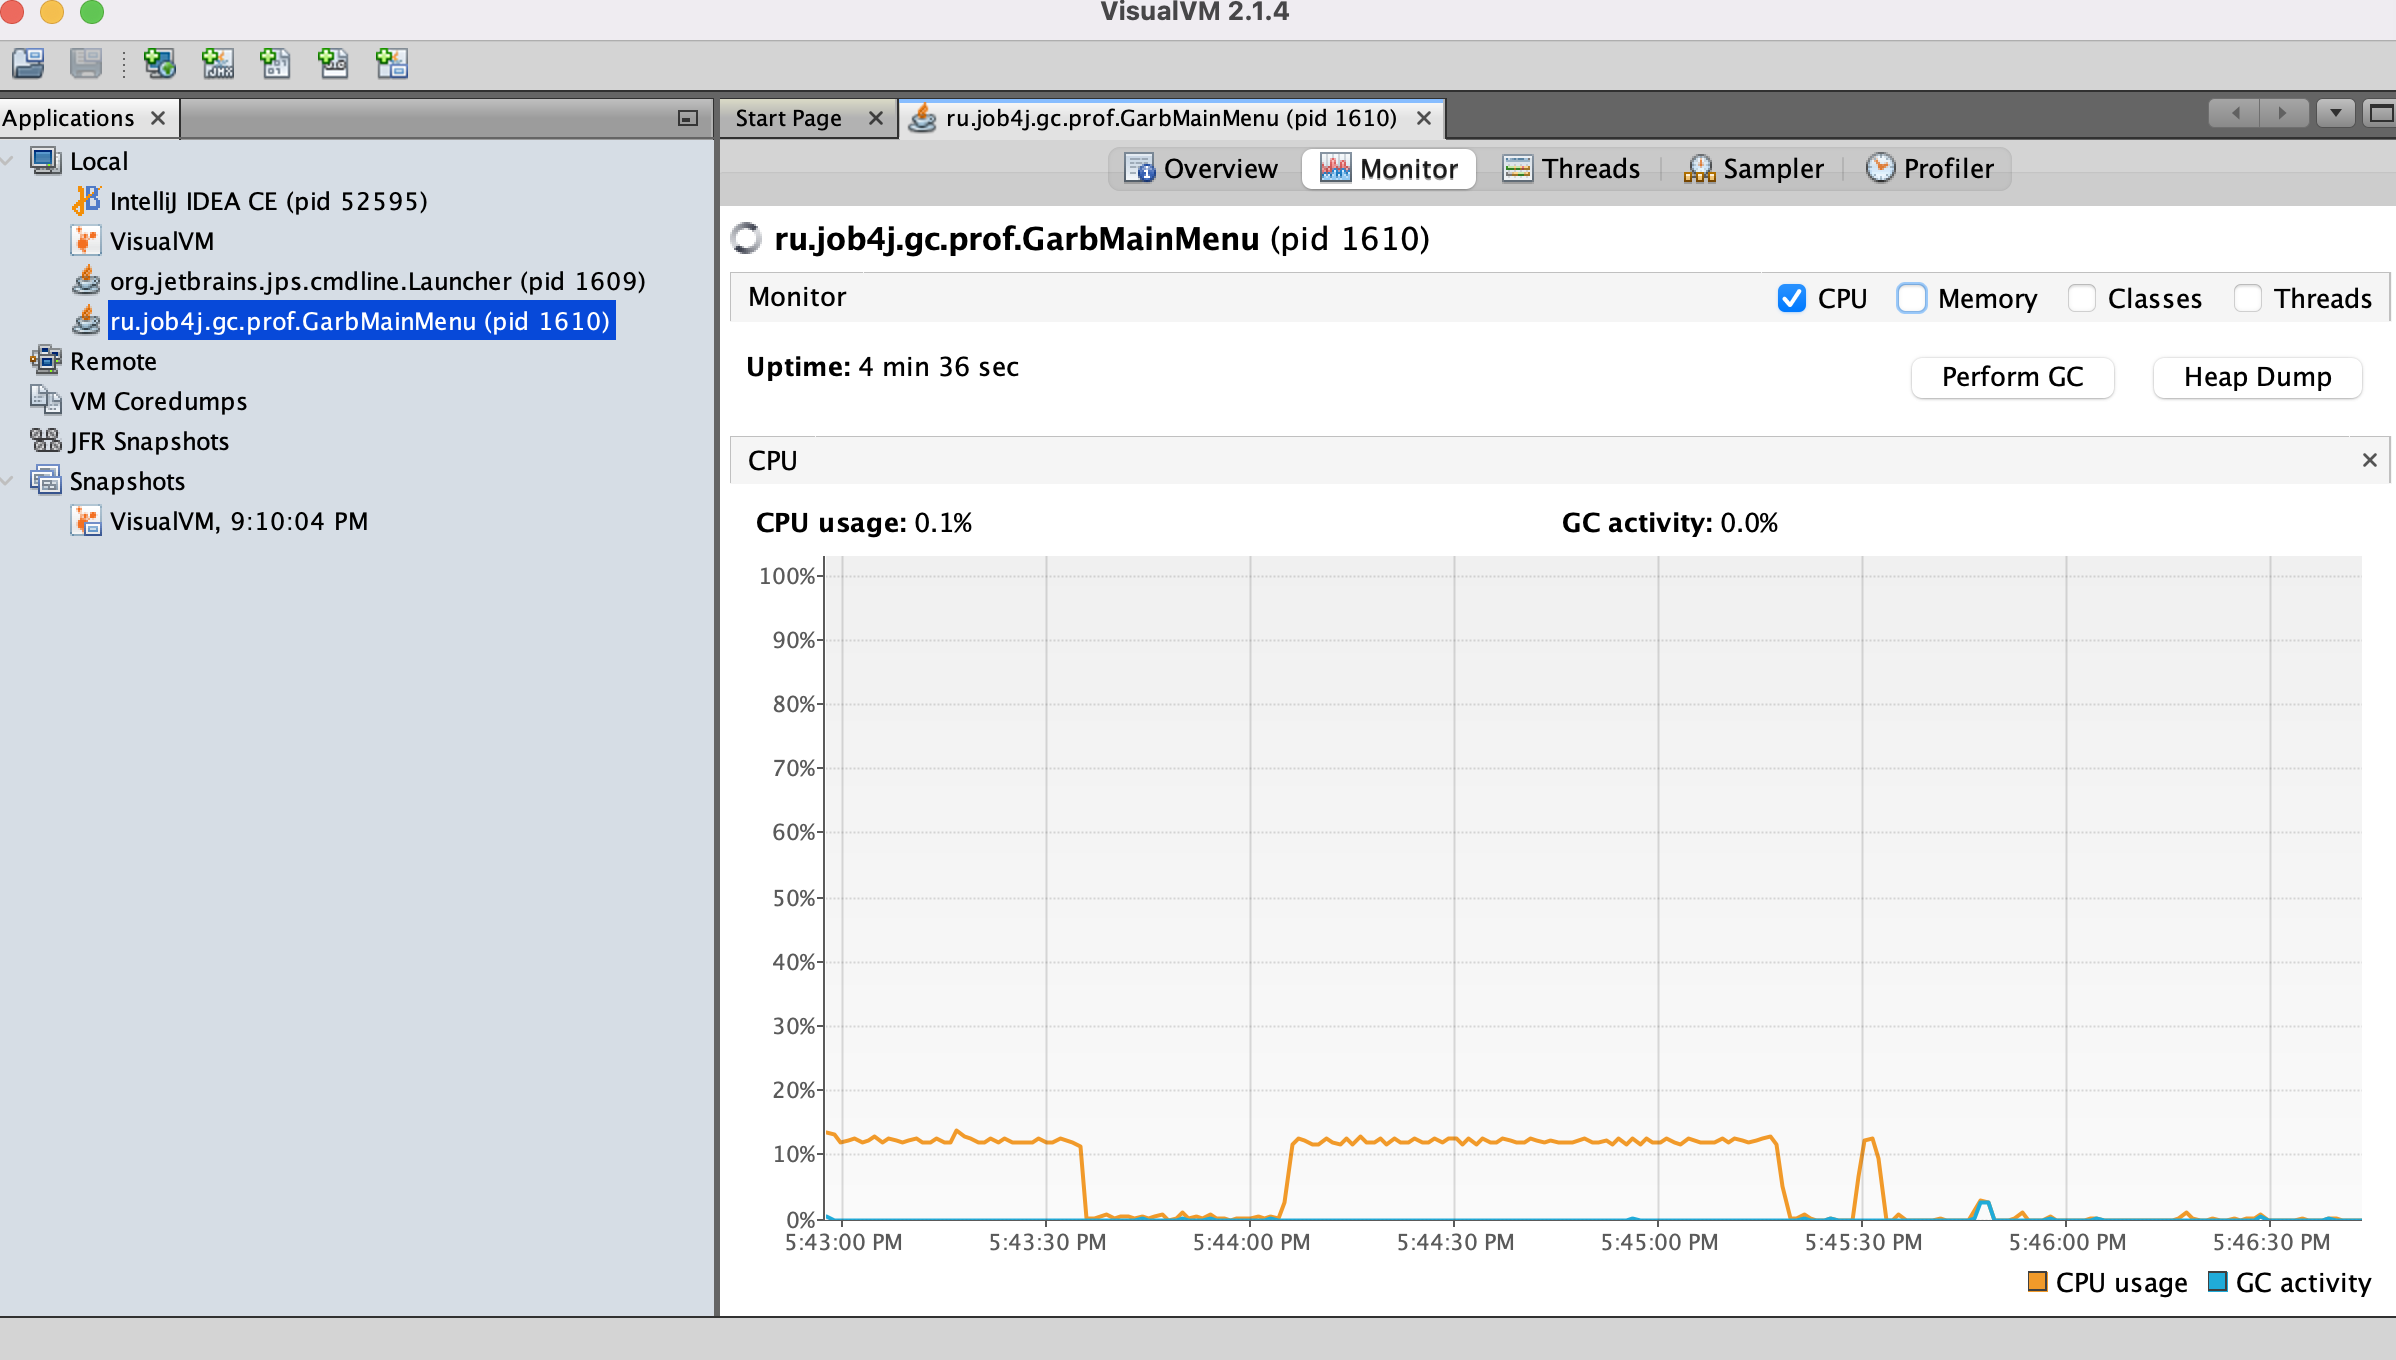 VisualVM 2.1.4
JMX
Applications
Start Page
ru.job4j.gc.prof.GarbMainMenu (pid 1610)
Local
IntelliJ IDEA CE (pid 52595)
VisualVM
org.jetbrains.jps.cmdline.Launcher (pid 1609)
ru.job4j.gc.prof.GarbMainMenu (pid 1610)
Remote
VM Coredumps
JFR Snapshots
Snapshots
VisualVM, 9:10:04 PM
Overview Monitor Threads Sampler Profiler
ru.job4j.gc.prof.GarbMainMenu (pid 1610)
Monitor CPU Memory Classes Threads
Uptime: 4 min 36 sec
Perform GC Heap Dump
CPU
CPU usage: 0.1% GC activity: 0.0%
100%
90%
80%
70%
60%
50%
40%
30%
20%
10%
0%
5:43:00 PM 5:43:30 PM 5:44:00 PM 5:44:30 PM 5:45:00 PM 5:45:30 PM 5:46:00 PM 5:46:30 PM
CPU usage GC activity